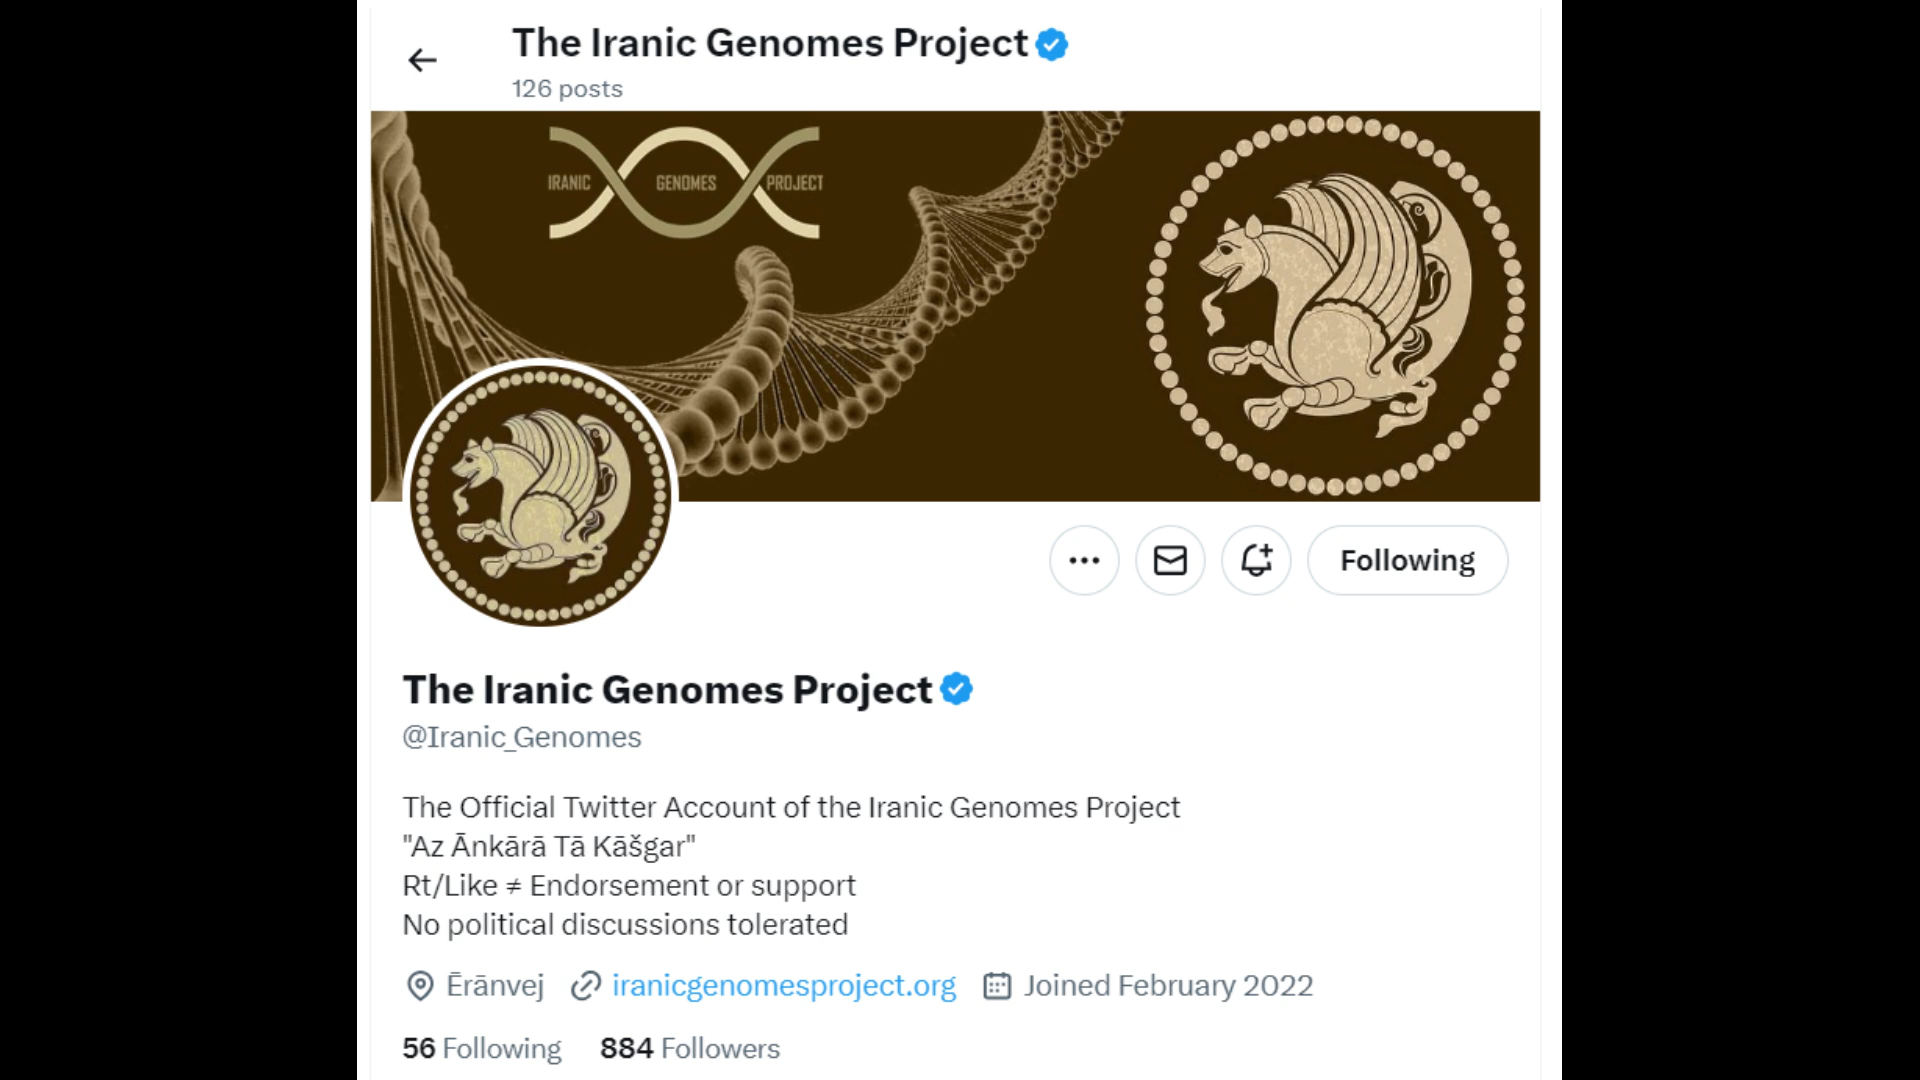 The Iranic Genomes Project
126 posts
IRANIC GENOMES PROJECT
Following
The Iranic Genomes Project
@Iranic_Genomes
The Official Twitter Account of the Iranic Genomes Project
"Az Ānkārā Tā Kāšgar"
Rt/Like ≠ Endorsement or support
No political discussions tolerated
Ērānvej iranicgenomesproject.org Joined February 2022
56 Following 884 Followers